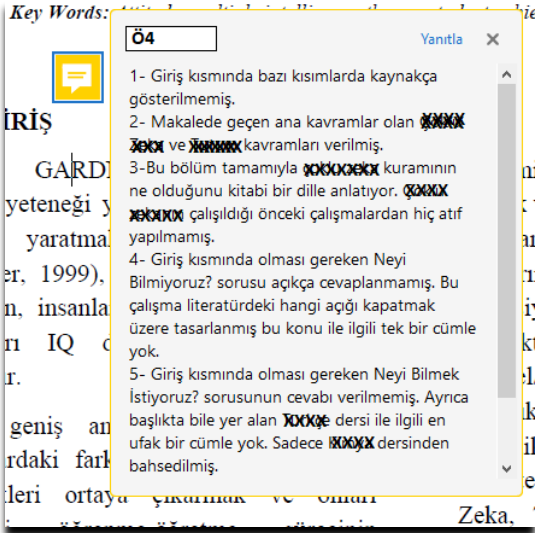 Key Words:
Ö4
Yanıtla
1- Giriş kısmında bazı kısımlarda kaynakça
gösterilmemiş.
2- Makalede geçen ana kavramlar olan
ve kavramları verilmiş.
3-Bu bölüm tamamıyla kuramının
ne olduğunu kitabi bir dille anlatıyor.
çalışıldığı önceki çalışmalardan hiç atıf
yapılmamış.
4- Giriş kısmında olması gereken Neyi
Bilmiyoruz? sorusu açıkça cevaplanmamış. Bu
çalışma literatürdeki hangi açığı kapatmak
üzere tasarlanmış bu konu ile ilgili tek bir cümle
yok.
5- Giriş kısmında olması gereken Neyi Bilmek
İstiyoruz? sorusunun cevabı verilmemiş. Ayrıca
başlıkta bile yer alan dersi ile ilgili en
ufak bir cümle yok. Sadece dersinden
bahsedilmiş.
İRİŞ
GARD
yeteneği
yaratma
er, 1999),
n, insanla
rı IQ
ır.
geniş
rdaki fark
tleri ortaya çıkarmak ve onları
Zeka,